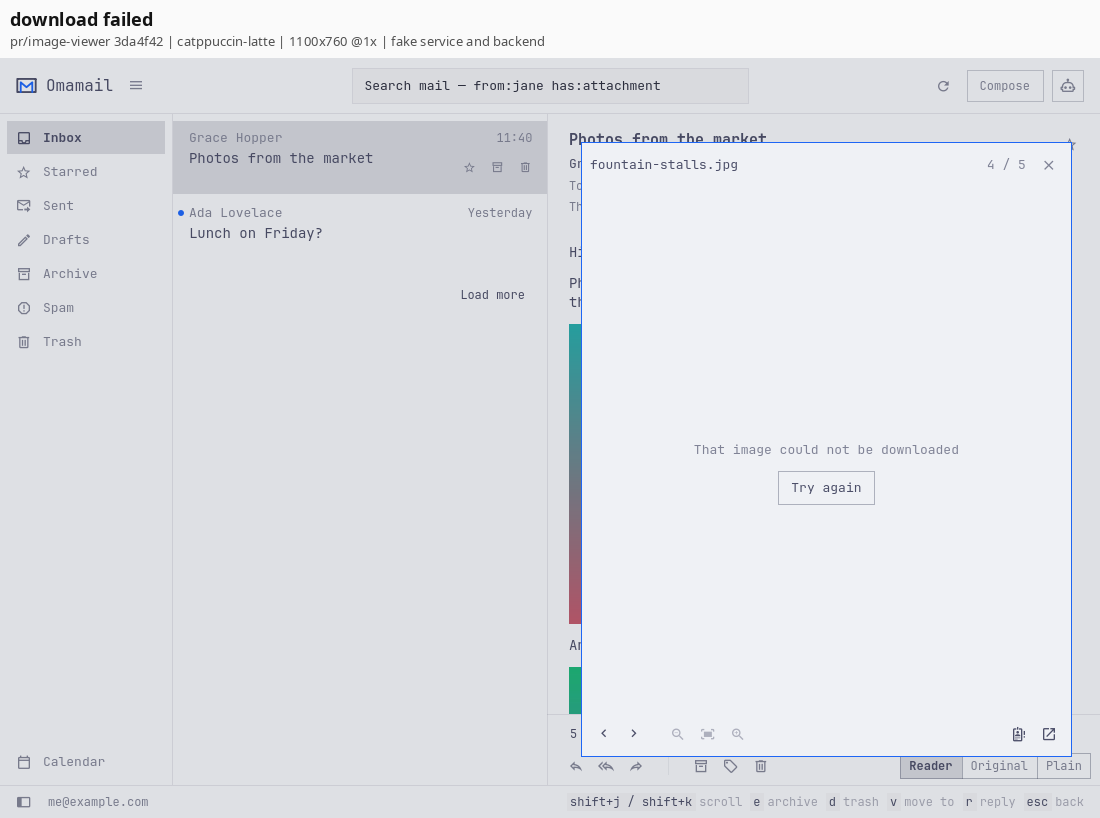 download failed
pr/image-viewer 3da4f42 | catppuccin-latte | 1100x760 @1x | fake service and backend
Omamail
Search mail — from:jane has:attachment
Compose
Inbox
Starred
Sent
Drafts
Archive
Spam
Trash
Calendar
Grace Hopper 11:40
Photos from the market
Ada Lovelace Yesterday
Lunch on Friday?
Load more
Photos from the market
fountain-stalls.jpg 4 / 5
That image could not be downloaded
Try again
5
Reader Original Plain
me@example.com
shift+j / shift+k scroll e archive d trash v move to r reply esc back